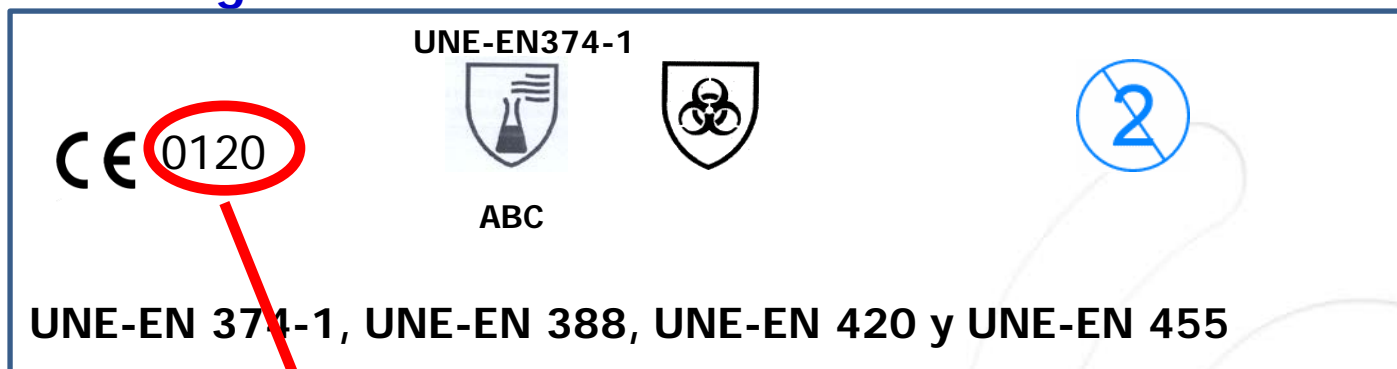 UNE-EN374-1
CE 0120
2
ABC
UNE-EN 374-1, UNE-EN 388, UNE-EN 420 y UNE-EN 455